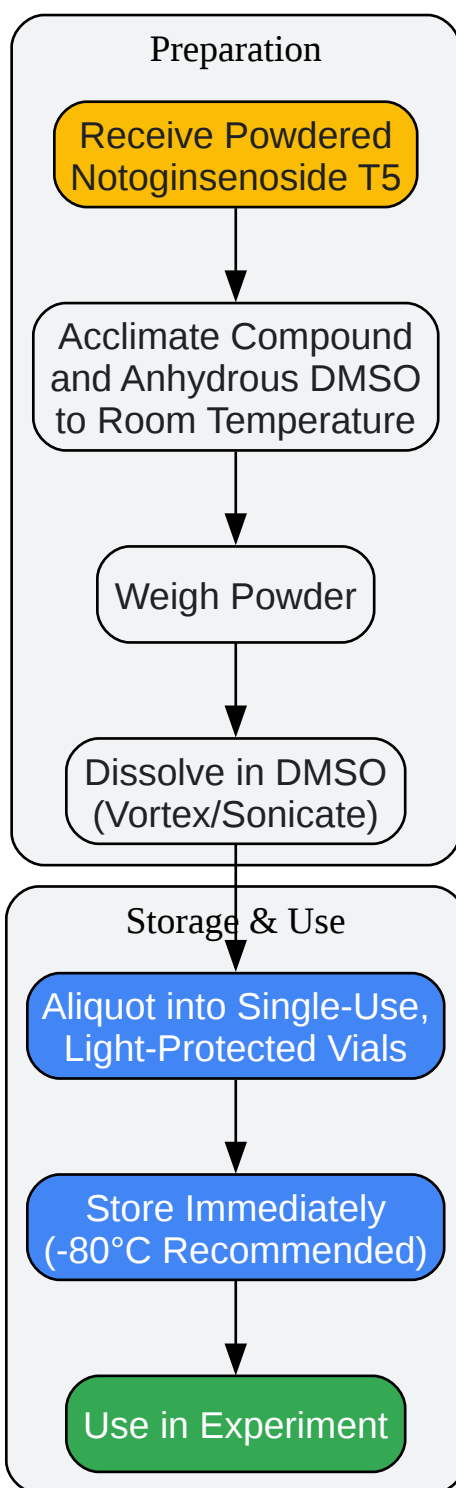 Preparation
Receive Powdered
Notoginsenoside T5
Acclimate Compound
and Anhydrous DMSO
to Room Temperature
Weigh Powder
Dissolve in DMSO
(Vortex/Sonicate)
Storage & Use
Aliquot into Single-Use,
Light-Protected Vials
Store Immediately
(-80°C Recommended)
Use in Experiment